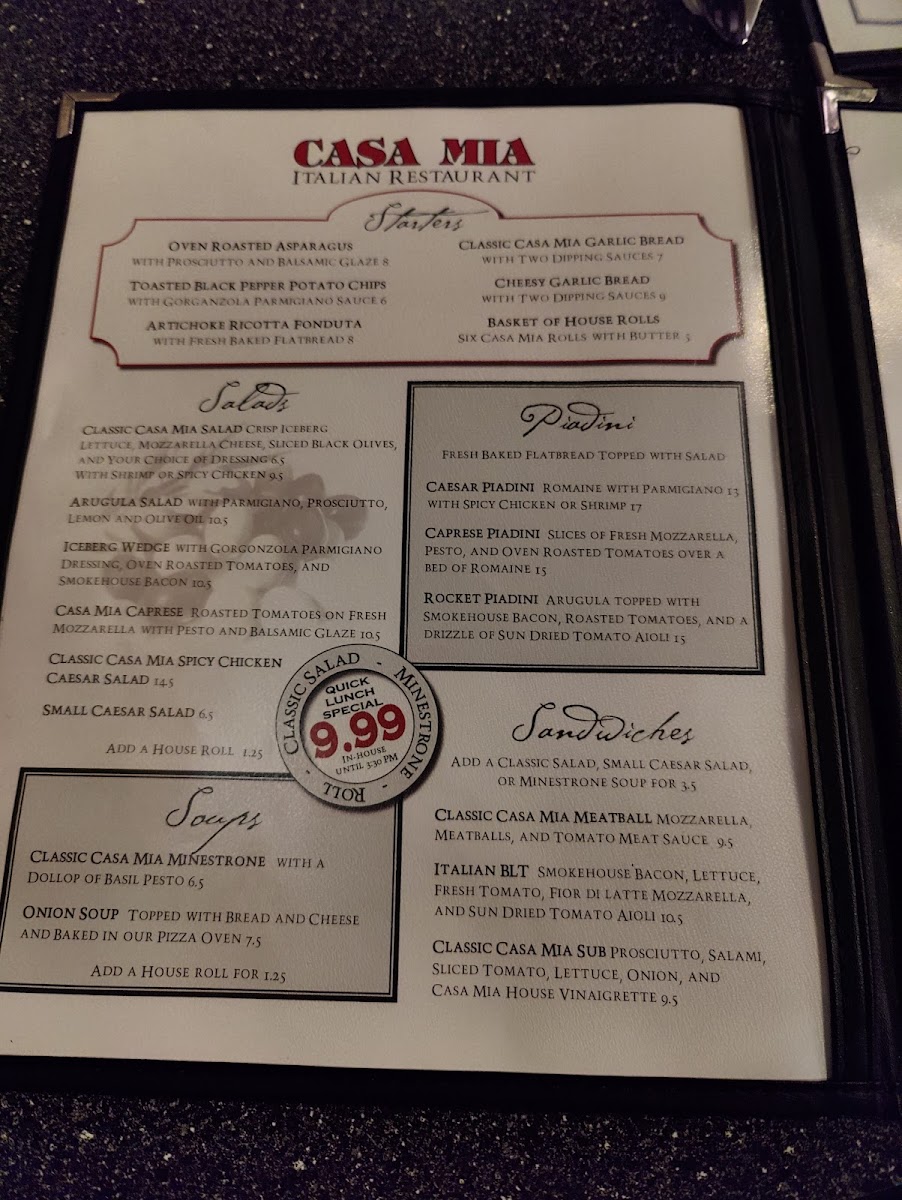 CASA MIA
ITALIAN RESTAURANT
Starters
OVEN ROASTED ASPARAGUS
WITH PROSCIUTTO AND BALSAMIC GLAZE 8
TOASTED BLACK PEPPER POTATO CHIPS
WITH GORGANZOLA PARMIGIANO SAUCE 6
ARTICHOKE RICOTTA FONDUTA
WITH FRESH BAKED FLATBREAD 8
CLASSIC CASA MIA GARLIC BREAD
WITH TWO DIPPING SAUCES 7
CHEESY GARLIC BREAD
WITH TWO DIPPING SAUCES 9
BASKET OF HOUSE ROLLS
SIX CASA MIA ROLLS WITH BUTTER 5
Salads
CLASSIC CASA MIA SALAD CRISP ICEBERG
LETTUCE, MOZZARELLA CHEESE, SLICED BLACK OLIVES,
AND YOUR CHOICE OF DRESSING 6.5
WITH SHRIMP OR SPICY CHICKEN 9.5
ARUGULA SALAD WITH PARMIGIANO, PROSCIUTTO,
LEMON AND OLIVE OIL 10.5
ICEBERG WEDGE WITH GORGONZOLA PARMIGIANO
DRESSING, OVEN ROASTED TOMATOES, AND
SMOKEHOUSE BACON 10.5
CASA MIA CAPRESE ROASTED TOMATOES ON FRESH
MOZZARELLA WITH PESTO AND BALSAMIC GLAZE 10.5
CLASSIC CASA MIA SPICY CHICKEN
CAESAR SALAD 14.5
SMALL CAESAR SALAD 6.5
ADD A HOUSE ROLL 1.25
Piadini
FRESH BAKED FLATBREAD TOPPED WITH SALAD
CAESAR PIADINI ROMAINE WITH PARMIGIANO 13
WITH SPICY CHICKEN OR SHRIMP 17
CAPRESE PIADINI SLICES OF FRESH MOZZARELLA,
PESTO, AND OVEN ROASTED TOMATOES OVER A
BED OF ROMAINE 15
ROCKET PIADINI ARUGULA TOPPED WITH
SMOKEHOUSE BACON, ROASTED TOMATOES, AND A
DRIZZLE OF SUN DRIED TOMATO AIOLI 15
CLASSIC SALAD - MINESTRONE - ROLL -
QUICK
LUNCH
SPECIAL
9.99
IN-HOUSE
UNTIL 3:30 PM
Soups
CLASSIC CASA MIA MINESTRONE WITH A
DOLLOP OF BASIL PESTO 6.5
ONION SOUP TOPPED WITH BREAD AND CHEESE
AND BAKED IN OUR PIZZA OVEN 7.5
ADD A HOUSE ROLL FOR 1.25
Sandwiches
ADD A CLASSIC SALAD, SMALL CAESAR SALAD,
OR MINESTRONE SOUP FOR 3.5
CLASSIC CASA MIA MEATBALL MOZZARELLA,
MEATBALLS, AND TOMATO MEAT SAUCE 9.5
ITALIAN BLT SMOKEHOUSE BACON, LETTUCE,
FRESH TOMATO, FIOR DI LATTE MOZZARELLA,
AND SUN DRIED TOMATO AIOLI 10.5
CLASSIC CASA MIA SUB PROSCIUTTO, SALAMI,
SLICED TOMATO, LETTUCE, ONION, AND
CASA MIA HOUSE VINAIGRETTE 9.5